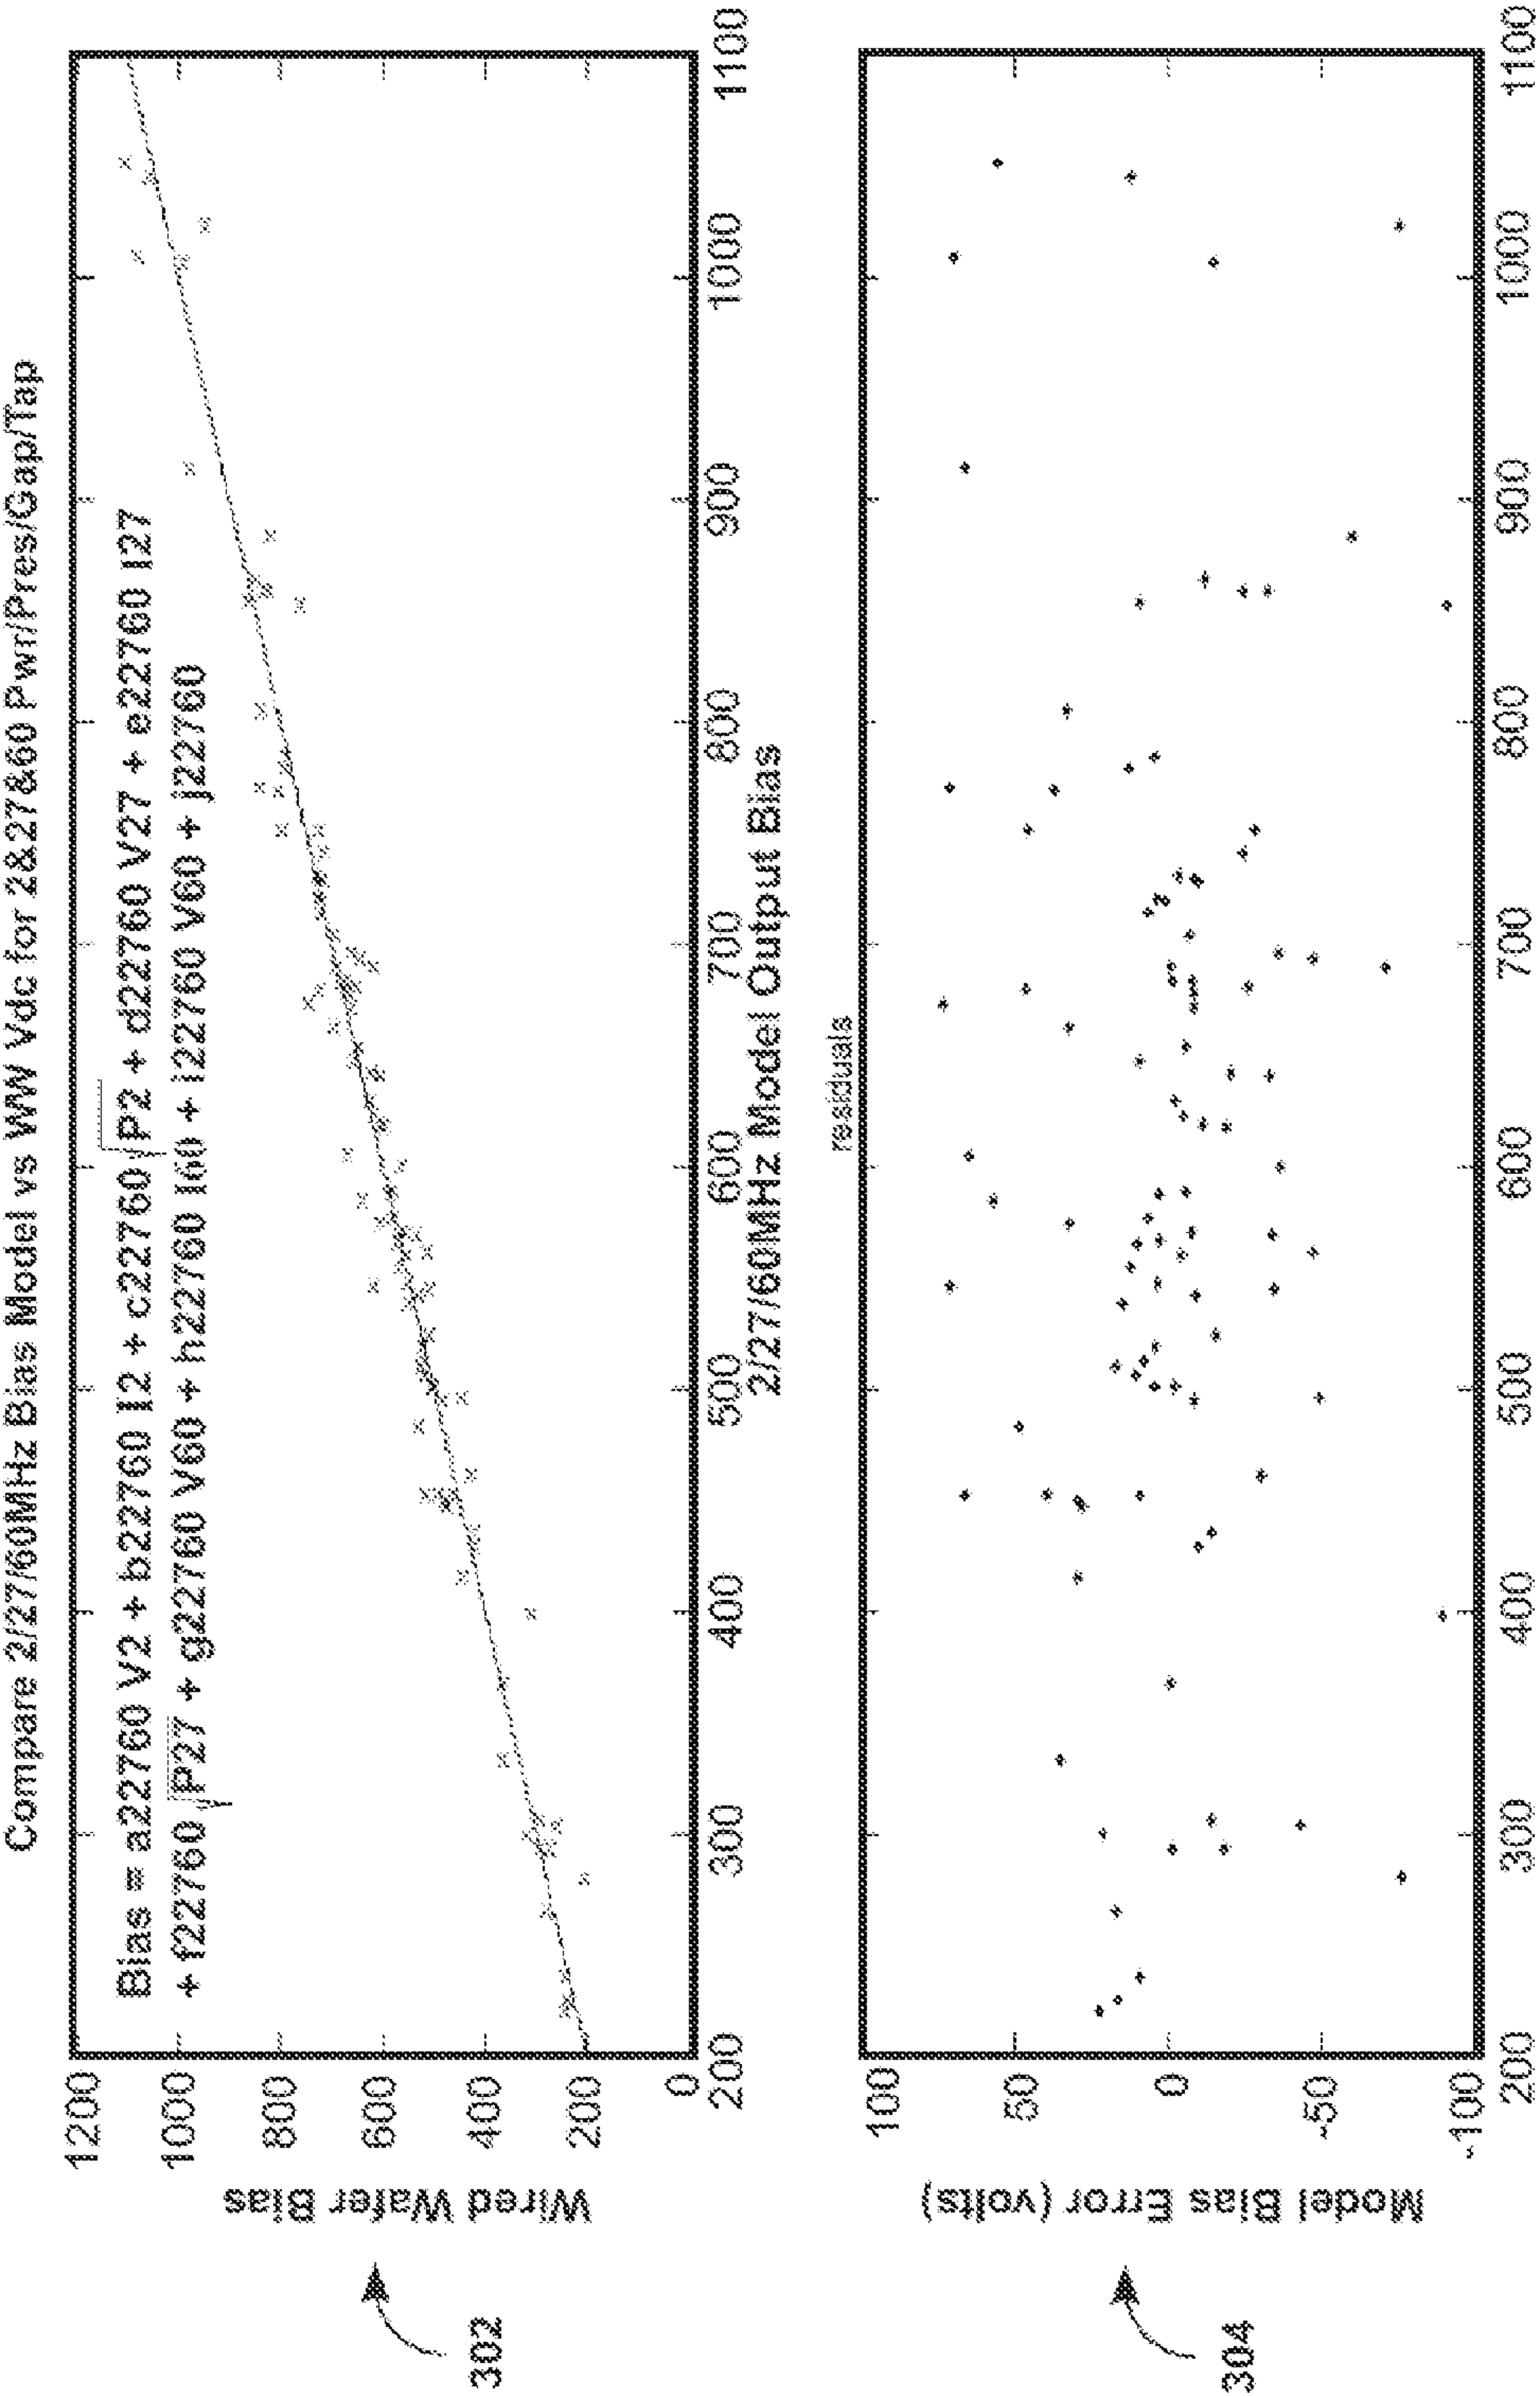 Compare 2/27/60MHz Bias Model vs WW Vdc for 2&27&60 Pwr/Pres/Gap/Tap
Bias = a22760 V2 + b22760 I2 + c22760 √P2 + d22760 V27 + e22760 I27
+ f22760 √P27 + g22760 V60 + h22760 I60 + i22760 V60 + j22760
Wired Wafer Bias
1200
1000
800
600
400
200
0
200 300 400 500 600 700 800 900 1000 1100
2/27/60MHz Model Output Bias
302
residuals
Model Bias Error (volts)
100
50
0
-50
-100
200 300 400 500 600 700 800 900 1000 1100
304